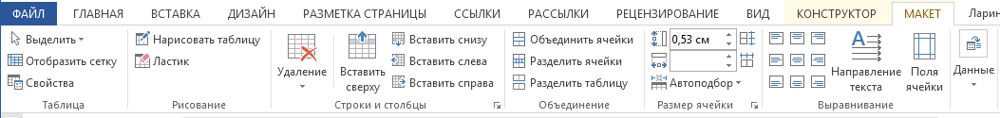 ФАЙЛ ГЛАВНАЯ ВСТАВКА ДИЗАЙН РАЗМЕТКА СТРАНИЦЫ ССЫЛКИ РАССЫЛКИ РЕЦЕНЗИРОВАНИЕ ВИД КОНСТРУКТОР МАКЕТ Ларин
Выделить
Отобразить сетку
Свойства
Таблица
Нарисовать таблицу
Ластик
Рисование
Удаление
Вставить
сверху
Вставить снизу
Вставить слева
Вставить справа
Строки и столбцы
Объединить ячейки
Разделить ячейки
Разделить таблицу
Объединение
0,53 см
Автоподбор
Размер ячейки
Направление
текста
Поля
ячейки
Выравнивание
Данные